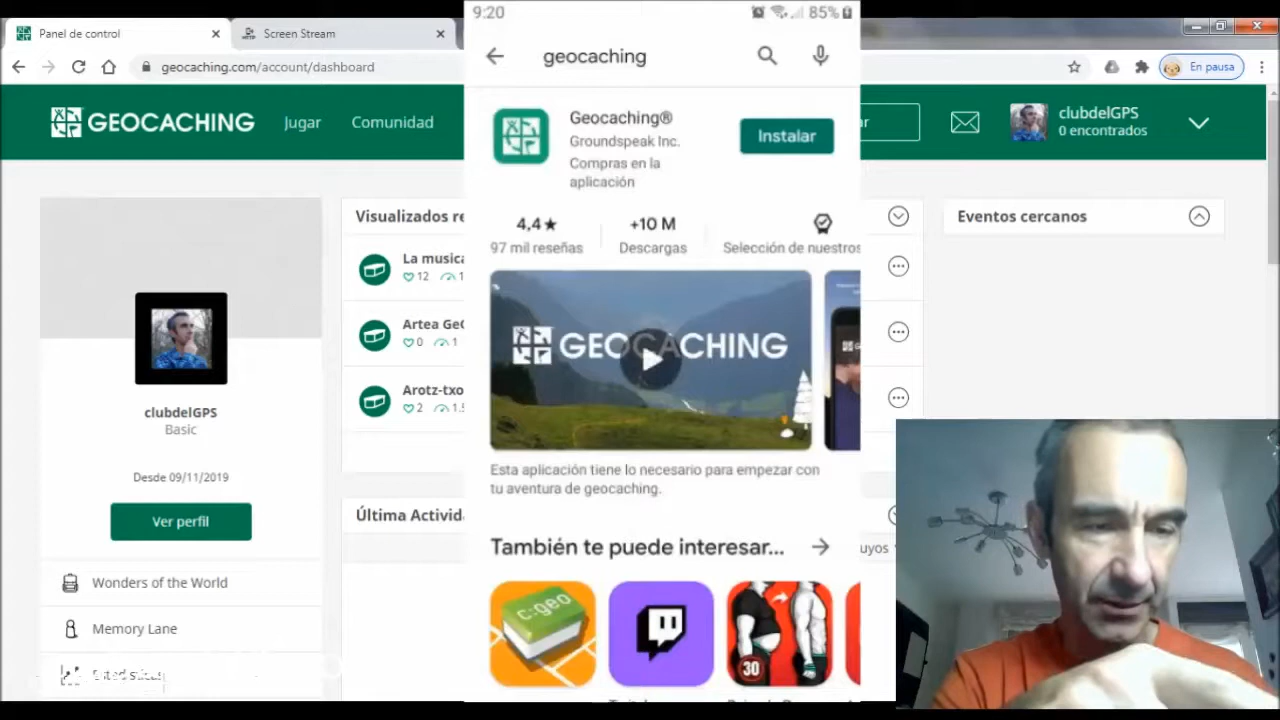 9:20
85%
Panel de control
Screen Stream
geocaching.com/account/dashboard
En pausa
geocaching
GEOCACHING
Jugar
Comunidad
clubdelGPS
0 encontrados
Geocaching®
Groundspeak Inc.
Compras en la
aplicación
Instalar
4,4★
97 mil reseñas
+10 M
Descargas
Selección de nuestros
Visualizados re
La musica
12
Artea Ge
0
1
Arotz-txo
2
1.5
Eventos cercanos
GEOCACHING
clubdelGPS
Basic
Desde 09/11/2019
Ver perfil
Wonders of the World
Memory Lane
Esta aplicación tiene lo necesario para empezar con
tu aventura de geocaching.
Última Activida
También te puede interesar...
uyos
c:geo
30